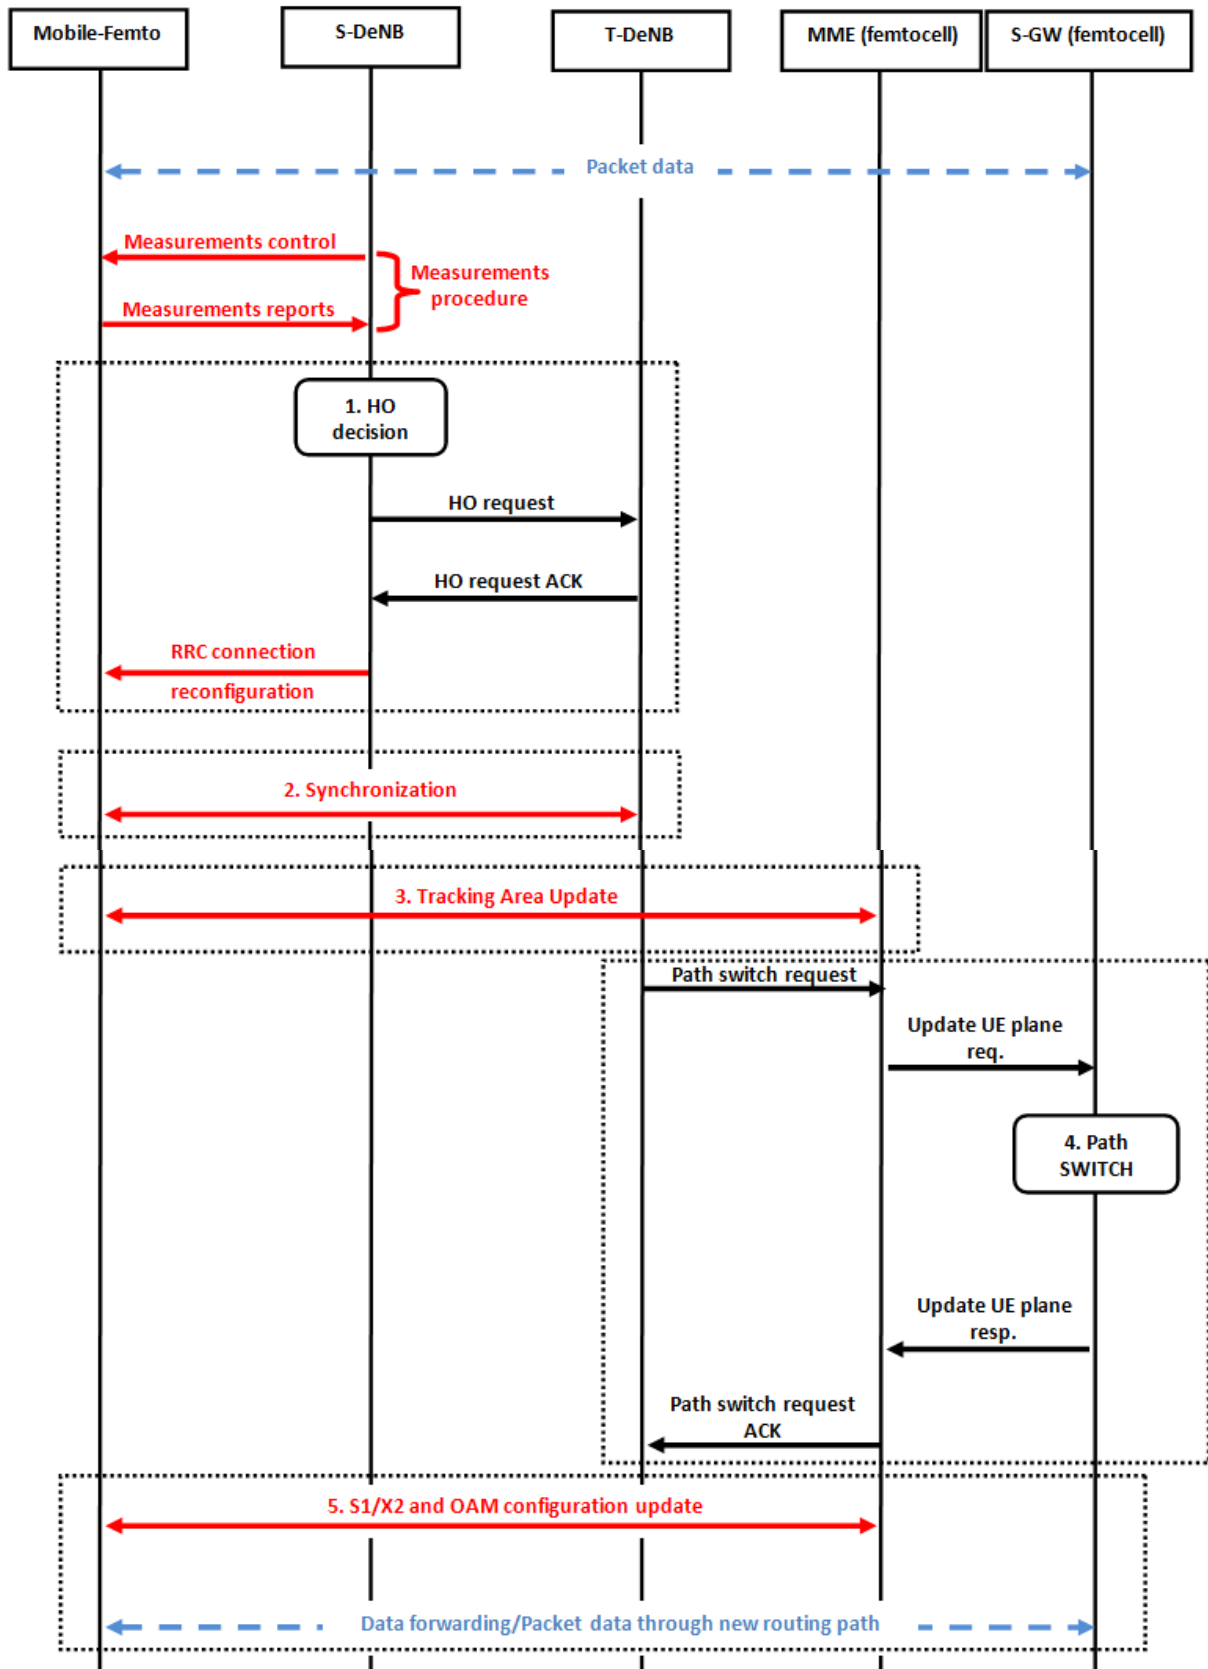 Mobile-Femto
S-DeNB
T-DeNB
MME (femtocell)
S-GW (femtocell)
Packet data
Measurements control
Measurements
procedure
Measurements reports
1. HO
decision
HO request
HO request ACK
RRC connection
reconfiguration
2. Synchronization
3. Tracking Area Update
Path switch request
Update UE plane
req.
4. Path
SWITCH
Update UE plane
resp.
Path switch request
ACK
5. S1/X2 and OAM configuration update
Data forwarding/Packet data through new routing path